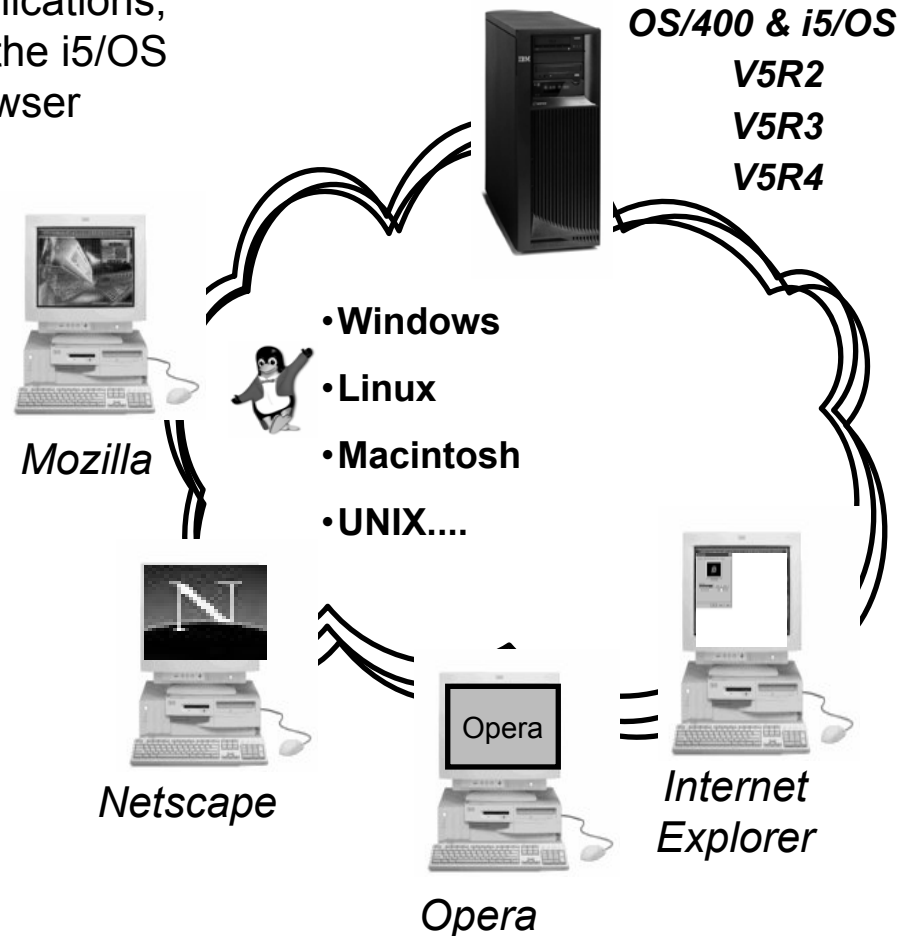 lications,
the i5/OS
wser
OS/400 & i5/OS
V5R2
V5R3
V5R4
•Windows
•Linux
•Macintosh
•UNIX....
Mozilla
N
Netscape
Opera
Opera
Internet
Explorer